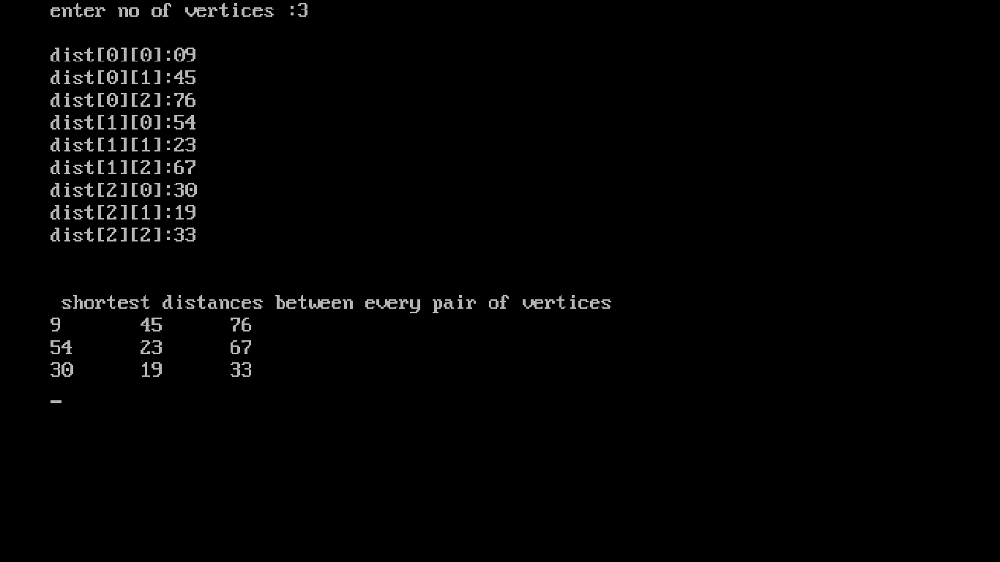 enter no of vertices :3
dist[0][0]:09
dist[0][1]:45
dist[0][2]:76
dist[1][0]:54
dist[1][1]:23
dist[1][2]:67
dist[2][0]:30
dist[2][1]:19
dist[2][2]:33
shortest distances between every pair of vertices
9 45 76
54 23 67
30 19 33
_